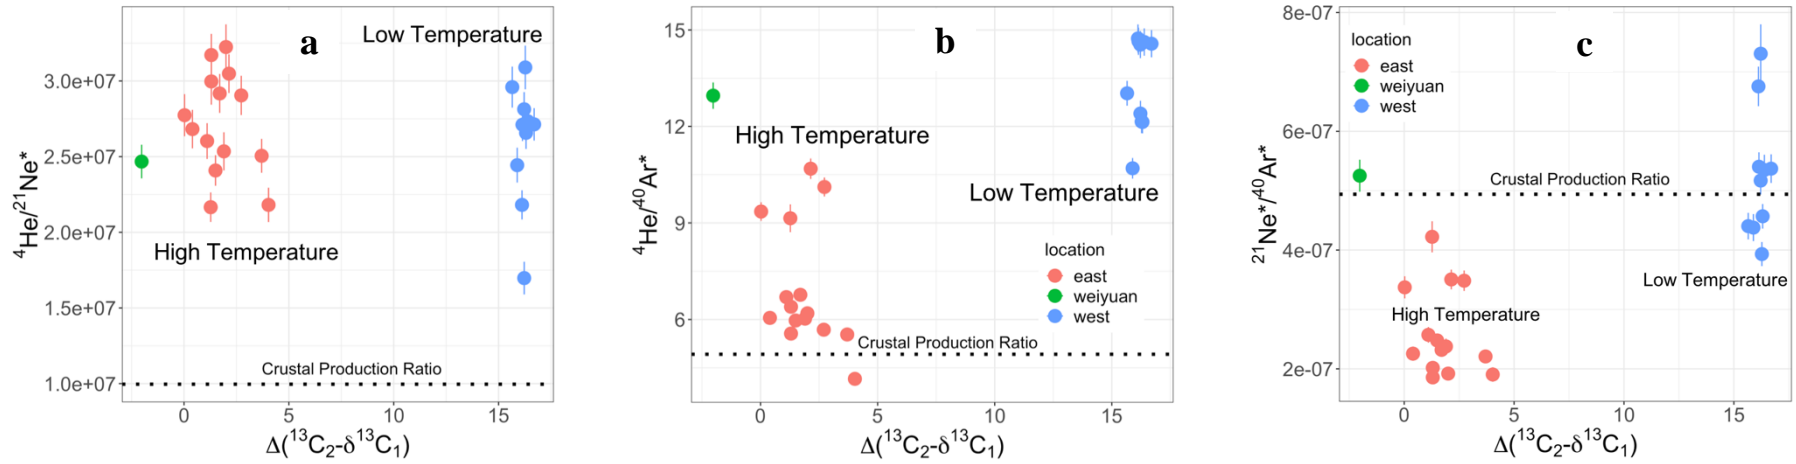 a
Low Temperature
High Temperature
Crustal Production Ratio
⁴He/²¹Ne*
3.0e+07
2.5e+07
2.0e+07
1.5e+07
1.0e+07
0 5 10 15
Δ(¹³C₂-δ¹³C₁)
b
High Temperature
Low Temperature
location
east
weiyuan
west
Crustal Production Ratio
⁴He/⁴⁰Ar*
15
12
9
6
0 5 10 15
Δ(¹³C₂-δ¹³C₁)
c
location
east
weiyuan
west
Crustal Production Ratio
Low Temperature
High Temperature
²¹Ne*/⁴⁰Ar*
8e-07
6e-07
4e-07
2e-07
0 5 10 15
Δ(¹³C₂-δ¹³C₁)